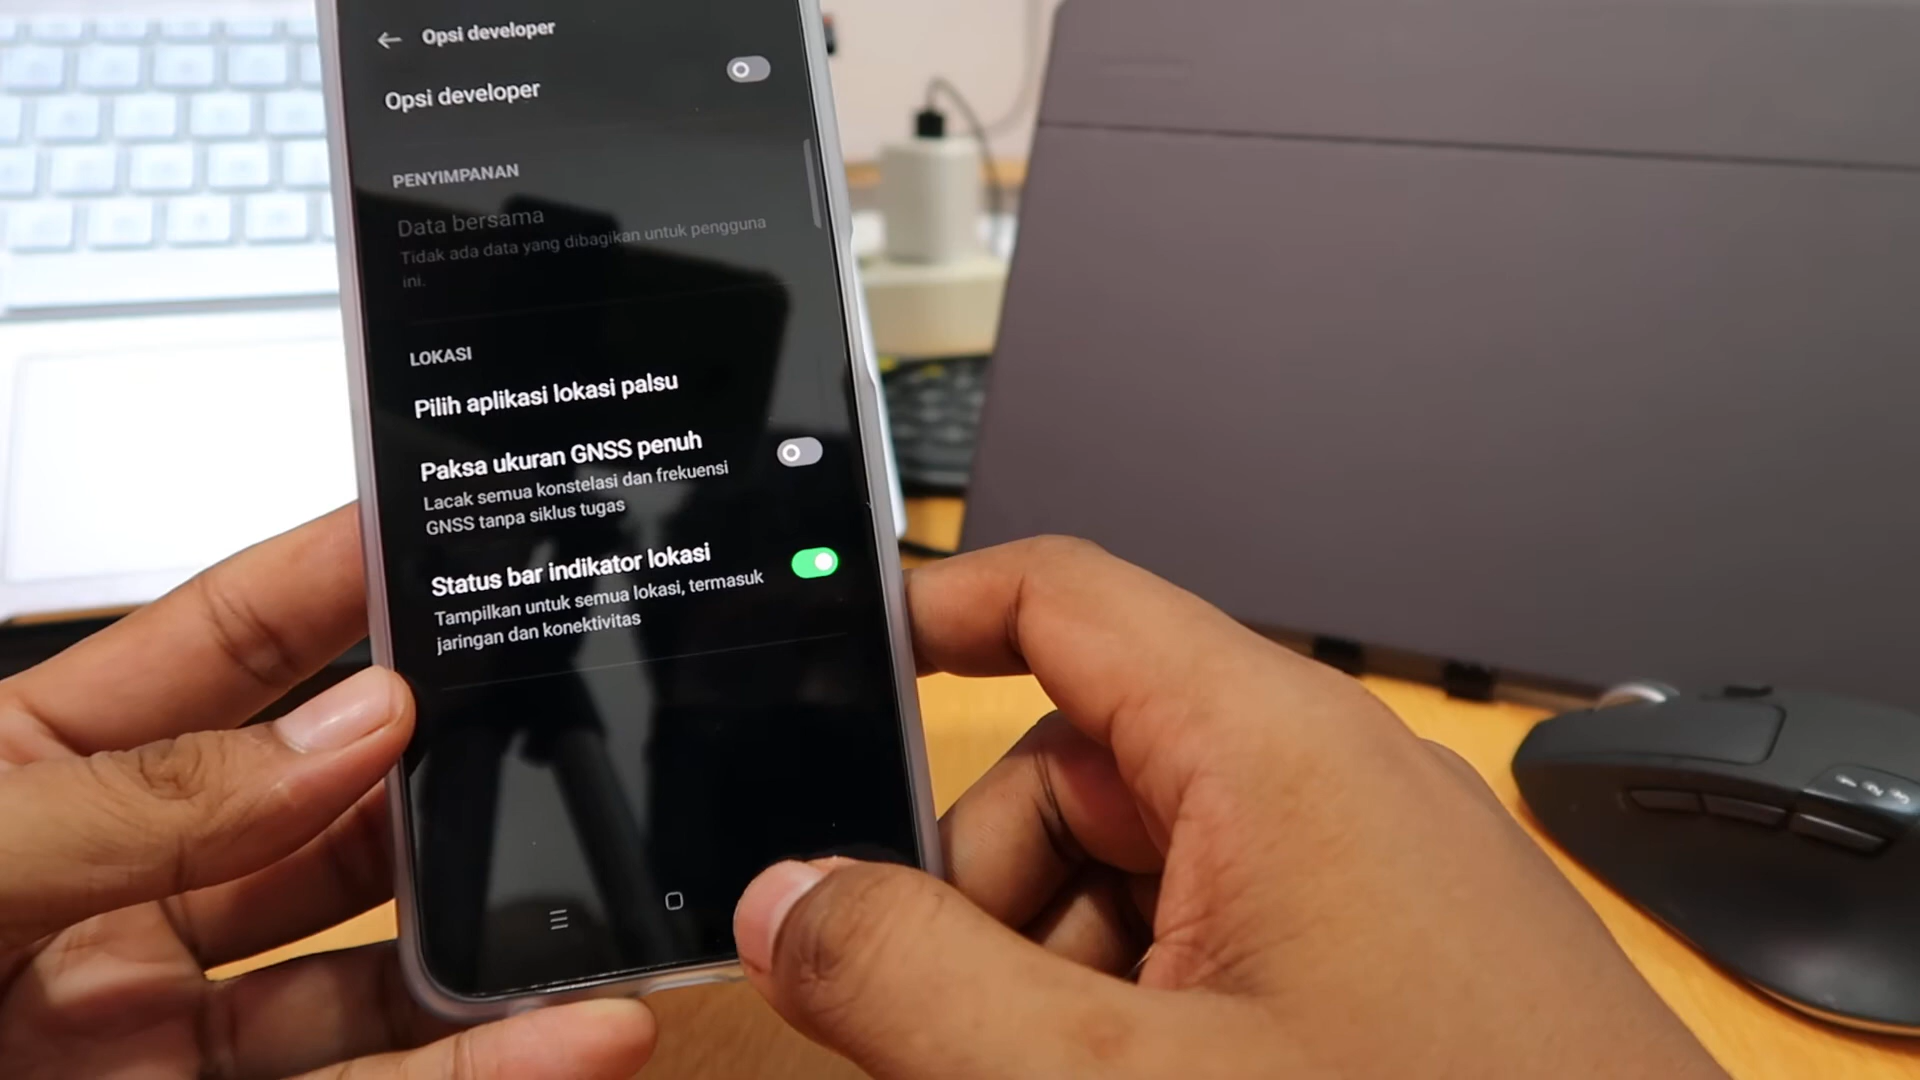 Opsi developer
Opsi developer
PENYIMPANAN
Data bersama
Tidak ada data yang dibagikan untuk pengguna
ini.
LOKASI
Pilih aplikasi lokasi palsu
Paksa ukuran GNSS penuh
Lacak semua konstelasi dan frekuensi
GNSS tanpa siklus tugas
Status bar indikator lokasi
Tampilkan untuk semua lokasi, termasuk
jaringan dan konektivitas